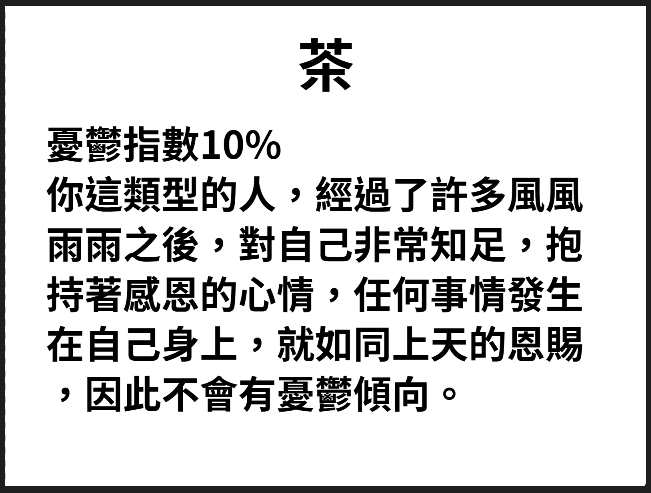 茶
憂鬱指數10%
你這類型的人，經過了許多風風
雨雨之後，對自己非常知足，抱
持著感恩的心情，任何事情發生
在自己身上，就如同上天的恩賜
，因此不會有憂鬱傾向。